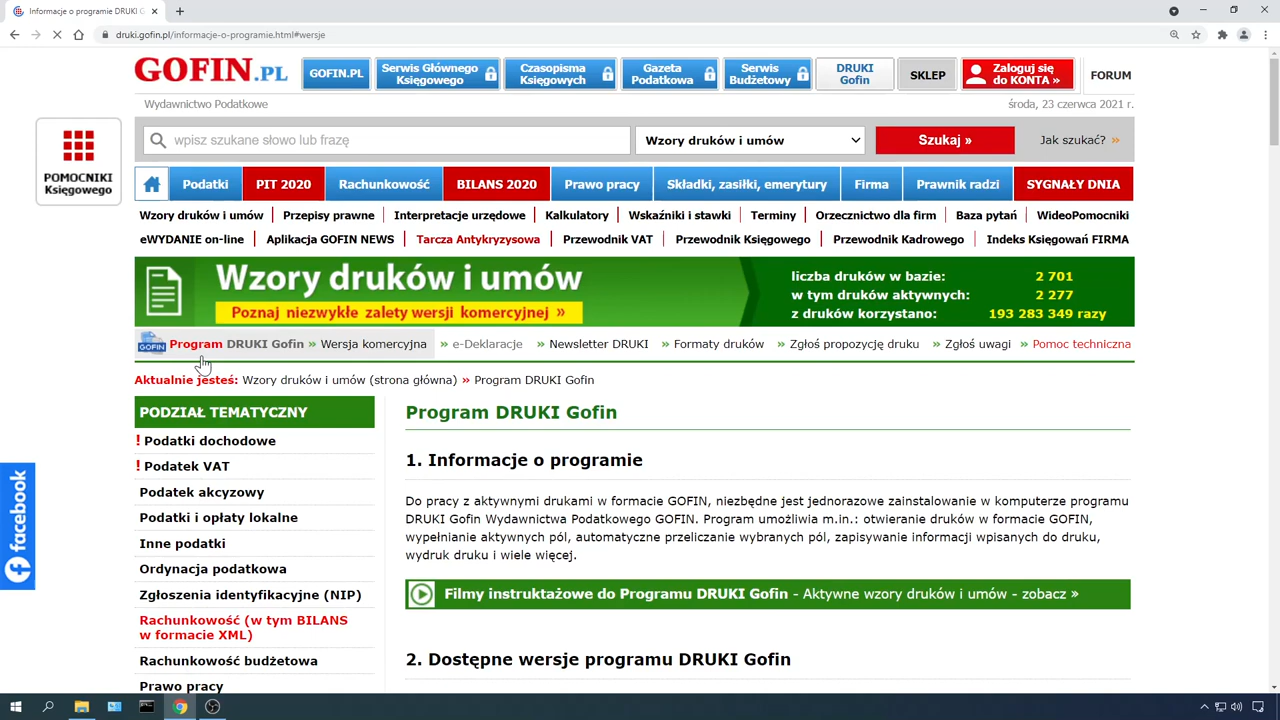 Informacje o programie DRUKI G
druki.gofin.pl/informacje-o-programie.html#wersje
GOFIN.PL
GOFIN.PL
Serwis Głównego
Księgowego
Czasopisma
Księgowych
Gazeta
Podatkowa
Serwis
Budżetowy
DRUKI
Gofin
SKLEP
Zaloguj się
do KONTA »
FORUM
Wydawnictwo Podatkowe
środa, 23 czerwca 2021 r.
POMOCNIKI
Księgowego
wpisz szukane słowo lub frazę
Wzory druków i umów
Szukaj »
Jak szukać? »
Podatki
PIT 2020
Rachunkowość
BILANS 2020
Prawo pracy
Składki, zasiłki, emerytury
Firma
Prawnik radzi
SYGNAŁY DNIA
Wzory druków i umów
Przepisy prawne
Interpretacje urzędowe
Kalkulatory
Wskaźniki i stawki
Terminy
Orzecznictwo dla firm
Baza pytań
WideoPomocniki
eWYDANIE on-line
Aplikacja GOFIN NEWS
Tarcza Antykryzysowa
Przewodnik VAT
Przewodnik Księgowego
Przewodnik Kadrowego
Indeks Księgowań FIRMA
Wzory druków i umów
Poznaj niezwykłe zalety wersji komercyjnej »
liczba druków w bazie: 2 701
w tym druków aktywnych: 2 277
z druków korzystano: 193 283 349 razy
GOFIN
Program DRUKI Gofin » Wersja komercyjna » e-Deklaracje » Newsletter DRUKI » Formaty druków » Zgłoś propozycję druku » Zgłoś uwagi » Pomoc techniczna
Aktualnie jesteś: Wzory druków i umów (strona główna) » Program DRUKI Gofin
PODZIAŁ TEMATYCZNY
! Podatki dochodowe
! Podatek VAT
Podatek akcyzowy
Podatki i opłaty lokalne
Inne podatki
Ordynacja podatkowa
Zgłoszenia identyfikacyjne (NIP)
Rachunkowość (w tym BILANS
w formacie XML)
Rachunkowość budżetowa
Prawo pracy
Program DRUKI Gofin
1. Informacje o programie
Do pracy z aktywnymi drukami w formacie GOFIN, niezbędne jest jednorazowe zainstalowanie w komputerze programu
DRUKI Gofin Wydawnictwa Podatkowego GOFIN. Program umożliwia m.in.: otwieranie druków w formacie GOFIN,
wypełnianie aktywnych pól, automatyczne przeliczanie wybranych pól, zapisywanie informacji wpisanych do druku,
wydruk druku i wiele więcej.
Filmy instruktażowe do Programu DRUKI Gofin - Aktywne wzory druków i umów - zobacz »
2. Dostępne wersje programu DRUKI Gofin
facebook